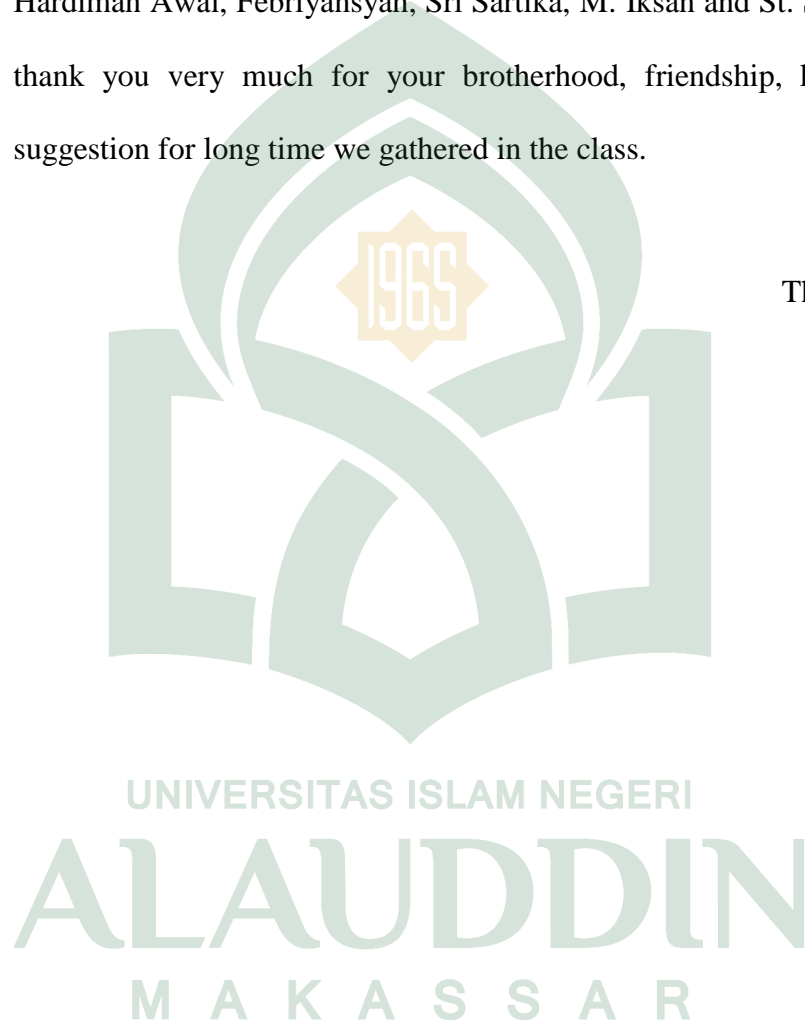 Hardiman Awal, Febriyansyah, Sri Sartika, M. Iksan and St.
thank you very much for your brotherhood, friendship,
suggestion for long time we gathered in the class.
1965
UNIVERSITAS ISLAM NEGERI
ALAUDDIN
MAKASSAR